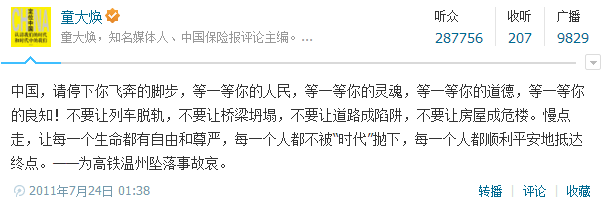 童大焕
听众 收听 广播
童大焕，知名媒体人、中国保险报评论主编。...
287756 207 9829
中国，请停下你飞奔的脚步，等一等你的人民，等一等你的灵魂，等一等你的道德，等一等你
的良知！不要让列车脱轨，不要让桥梁坍塌，不要让道路成陷阱，不要让房屋成危楼。慢点
走，让每一个生命都有自由和尊严，每一个人都不被“时代”抛下，每一个人都顺利平安地抵达
终点。——为高铁温州坠落事故哀。
2011年7月24日 01:38 转播 | 评论 | 收藏